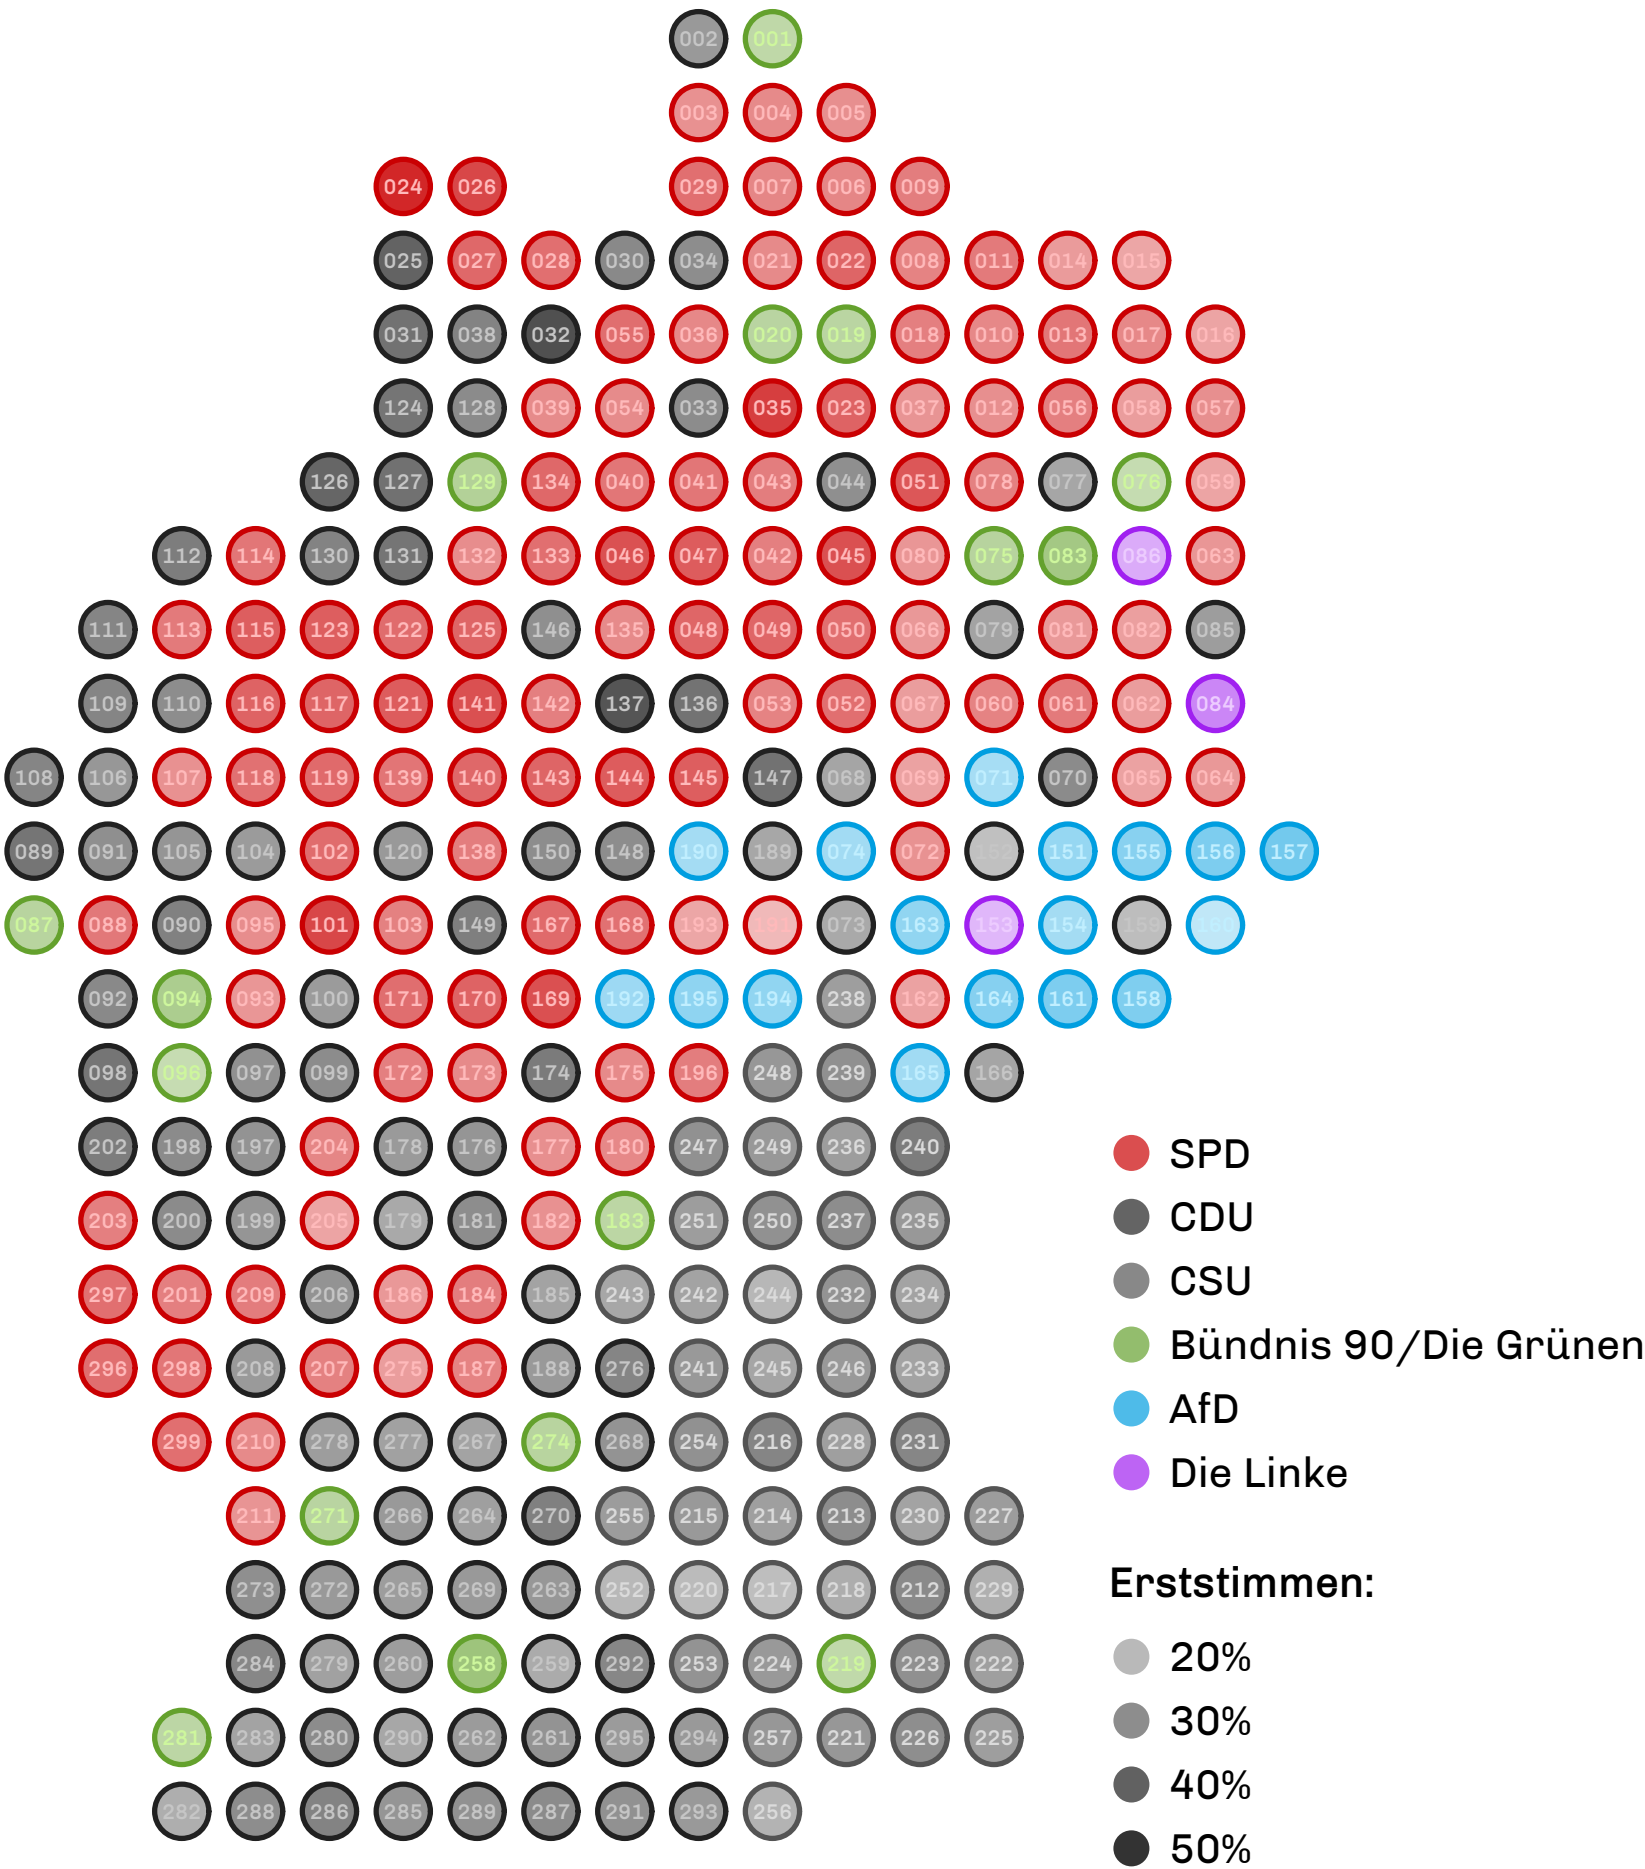 002 001
003 004 005
024 026 029 007 006 009
025 027 028 030 034 021 022 008 011 014 015
031 038 032 055 036 020 019 018 010 013 017 016
124 128 039 054 033 035 023 037 012 056 058 057
126 127 129 134 040 041 043 044 051 078 077 076 059
112 114 130 131 132 133 046 047 042 045 080 075 083 086 063
111 113 115 123 122 125 146 135 048 049 050 066 079 081 082 085
109 110 116 117 121 141 142 137 136 053 052 067 060 061 062 084
108 106 107 118 119 139 140 143 144 145 147 068 069 071 070 065 064
089 091 105 104 102 120 138 150 148 190 189 074 072 152 151 155 156 157
087 088 090 095 101 103 149 167 168 193 191 073 163 153 154 159 160
092 094 093 100 171 170 169 192 195 194 238 162 164 161 158
098 096 097 099 172 173 174 175 196 248 239 165 166
202 198 197 204 178 176 177 180 247 249 236 240
203 200 199 205 179 181 182 183 251 250 237 235
297 201 209 206 186 184 185 243 242 244 232 234
296 298 208 207 275 187 188 276 241 245 246 233
299 210 278 277 267 274 268 254 216 228 231
211 271 266 264 270 255 215 214 213 230 227
273 272 265 269 263 252 220 217 218 212 229
284 279 260 258 259 292 253 224 219 223 222
281 283 280 290 262 261 295 294 257 221 226 225
282 288 286 285 289 287 291 293 256
SPD
CDU
CSU
Bündnis 90/Die Grünen
AfD
Die Linke
Erststimmen:
20%
30%
40%
50%